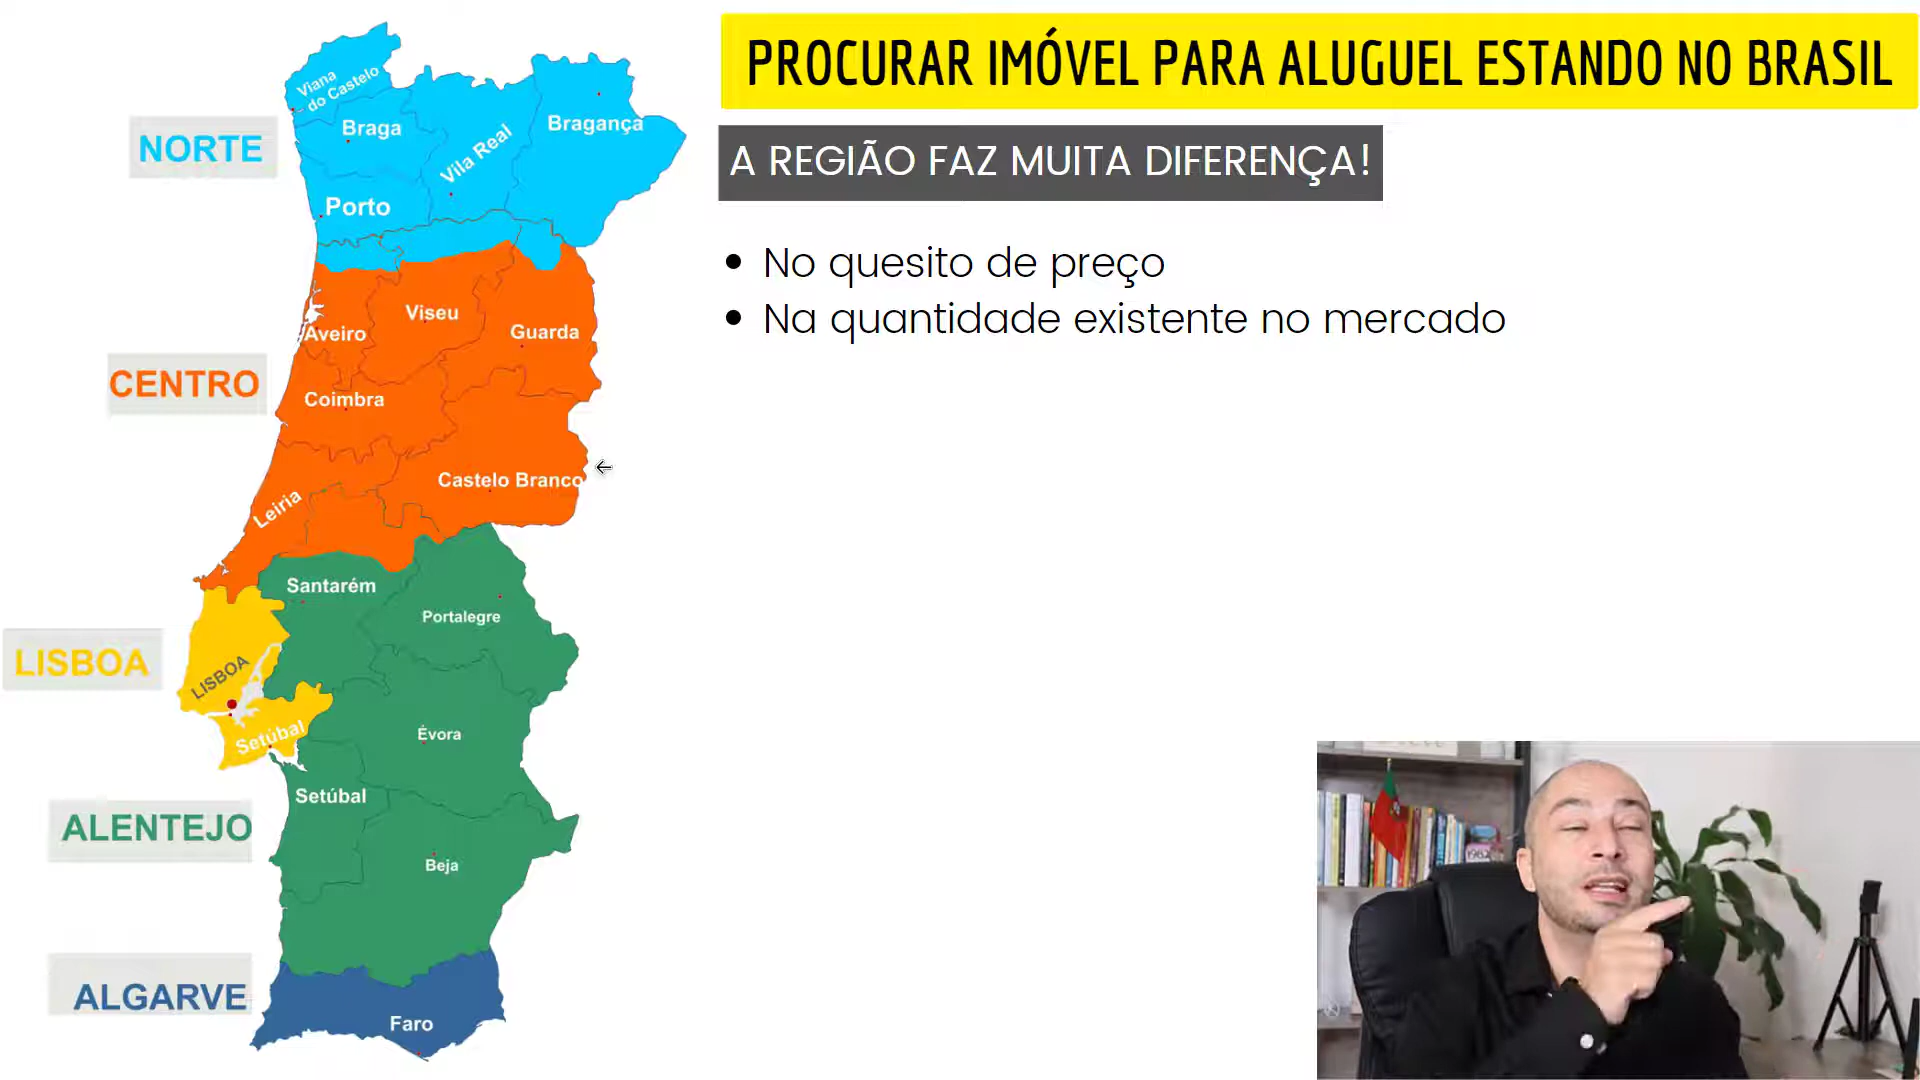 PROCURAR IMÓVEL PARA ALUGUEL ESTANDO NO BRASIL
A REGIÃO FAZ MUITA DIFERENÇA!
• No quesito de preço
• Na quantidade existente no mercado
NORTE
Viana
do Castelo
Braga
Vila Real
Bragança
Porto
CENTRO
Aveiro
Viseu
Guarda
Coimbra
Castelo Branco
Leiria
LISBOA
LISBOA
Setúbal
Santarém
Portalegre
Évora
ALENTEJO
Setúbal
Beja
ALGARVE
Faro
1962